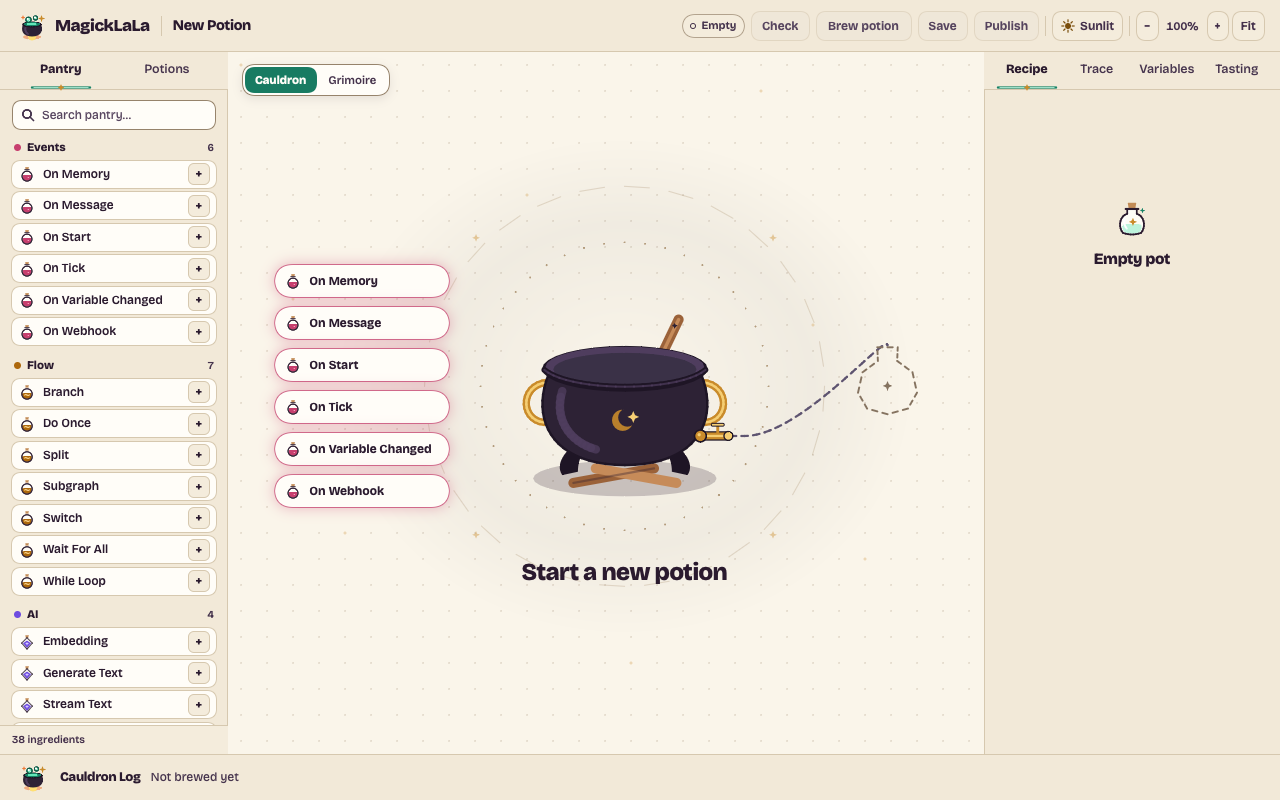 MagickLaLa
New Potion
Empty
Check
Brew potion
Save
Publish
Sunlit
−
100%
+
Fit
Pantry
Potions
Cauldron
Grimoire
Recipe
Trace
Variables
Tasting
Search pantry...
Events
6
On Memory
+
On Message
+
On Start
+
On Tick
+
On Variable Changed
+
On Webhook
+
Flow
7
Branch
+
Do Once
+
Split
+
Subgraph
+
Switch
+
Wait For All
+
While Loop
+
AI
4
Embedding
+
Generate Text
+
Stream Text
+
38 ingredients
On Memory
On Message
On Start
On Tick
On Variable Changed
On Webhook
Start a new potion
Empty pot
Cauldron Log
Not brewed yet